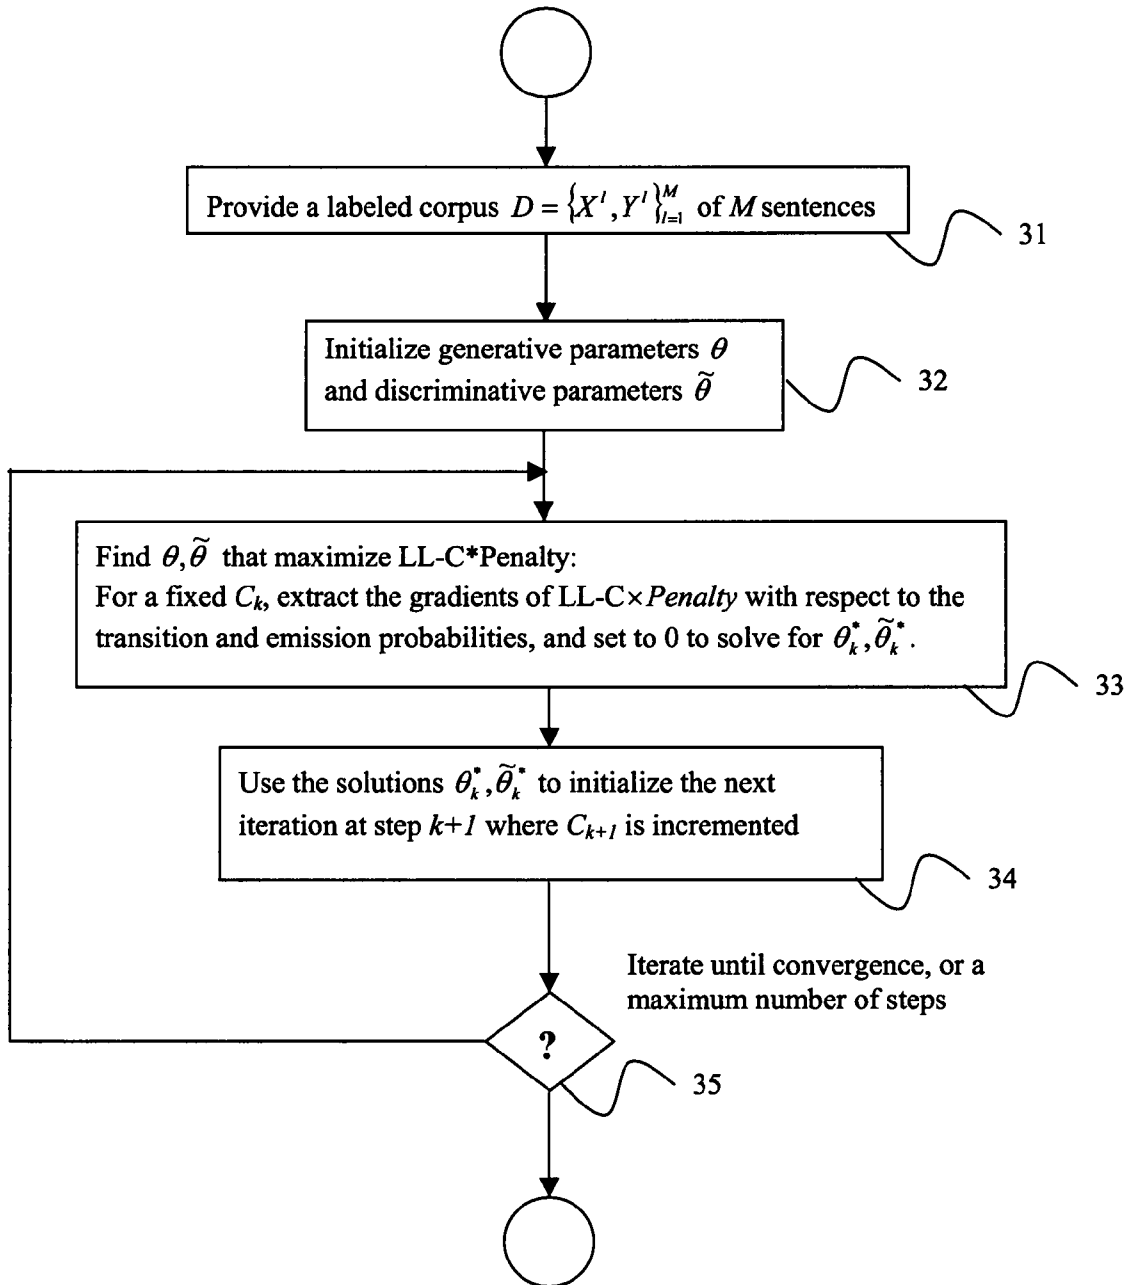 Provide a labeled corpus D = {X^l, Y^l}_{l=1}^M of M sentences
31
Initialize generative parameters θ
and discriminative parameters θ̃
32
Find θ, θ̃ that maximize LL-C*Penalty:
For a fixed C_k, extract the gradients of LL-C×Penalty with respect to the
transition and emission probabilities, and set to 0 to solve for θ_k^*, θ̃_k^*.
33
Use the solutions θ_k^*, θ̃_k^* to initialize the next
iteration at step k+1 where C_{k+1} is incremented
34
Iterate until convergence, or a
maximum number of steps
?
35